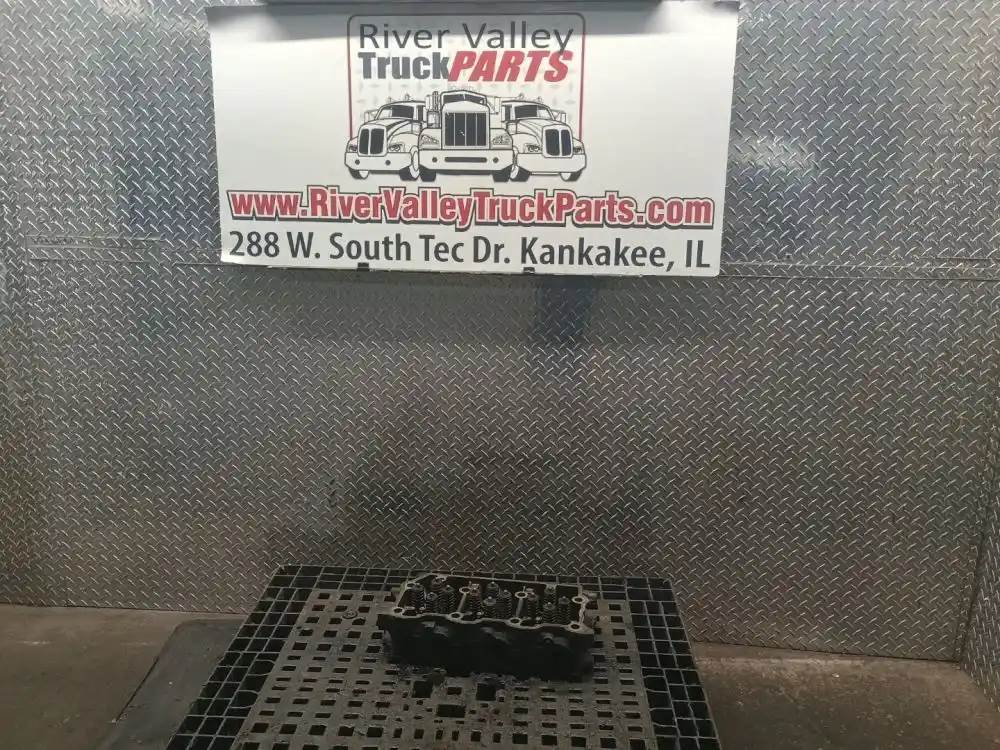 River Valley
TruckPARTS
www.RiverValleyTruckParts.com
288 W. South Tec Dr. Kankakee, IL